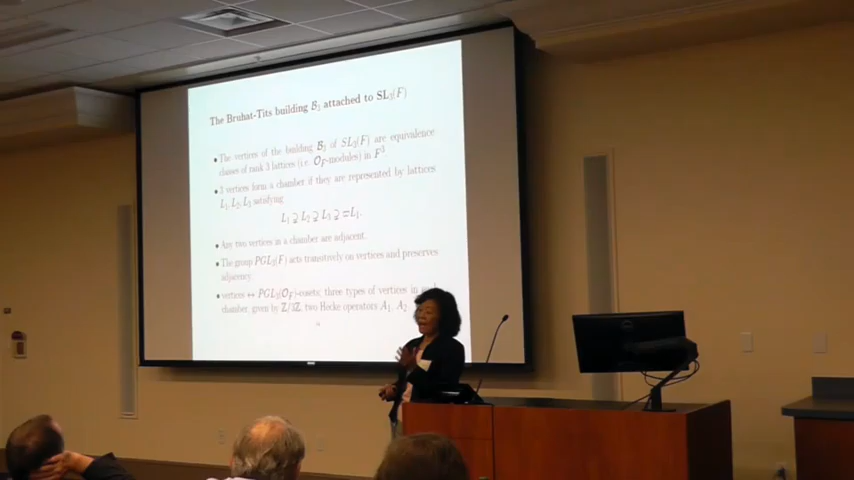 The Bruhat-Tits building B₃ attached to SL₃(F)
• The vertices of the building B₃ of SL₃(F) are equivalence
classes of rank 3 lattices (i.e. O_F-modules) in F³.
• 3 vertices form a chamber if they are represented by lattices
L₁, L₂, L₃ satisfying
L₁ ⊋ L₂ ⊋ L₃ ⊋ πL₁.
• Any two vertices in a chamber are adjacent.
• The group PGL₃(F) acts transitively on vertices and preserves
adjacency.
• vertices ↔ PGL₃(O_F)-cosets, three types of vertices in
chamber, given by Z/3Z, two Hecke operators A₁, A₂